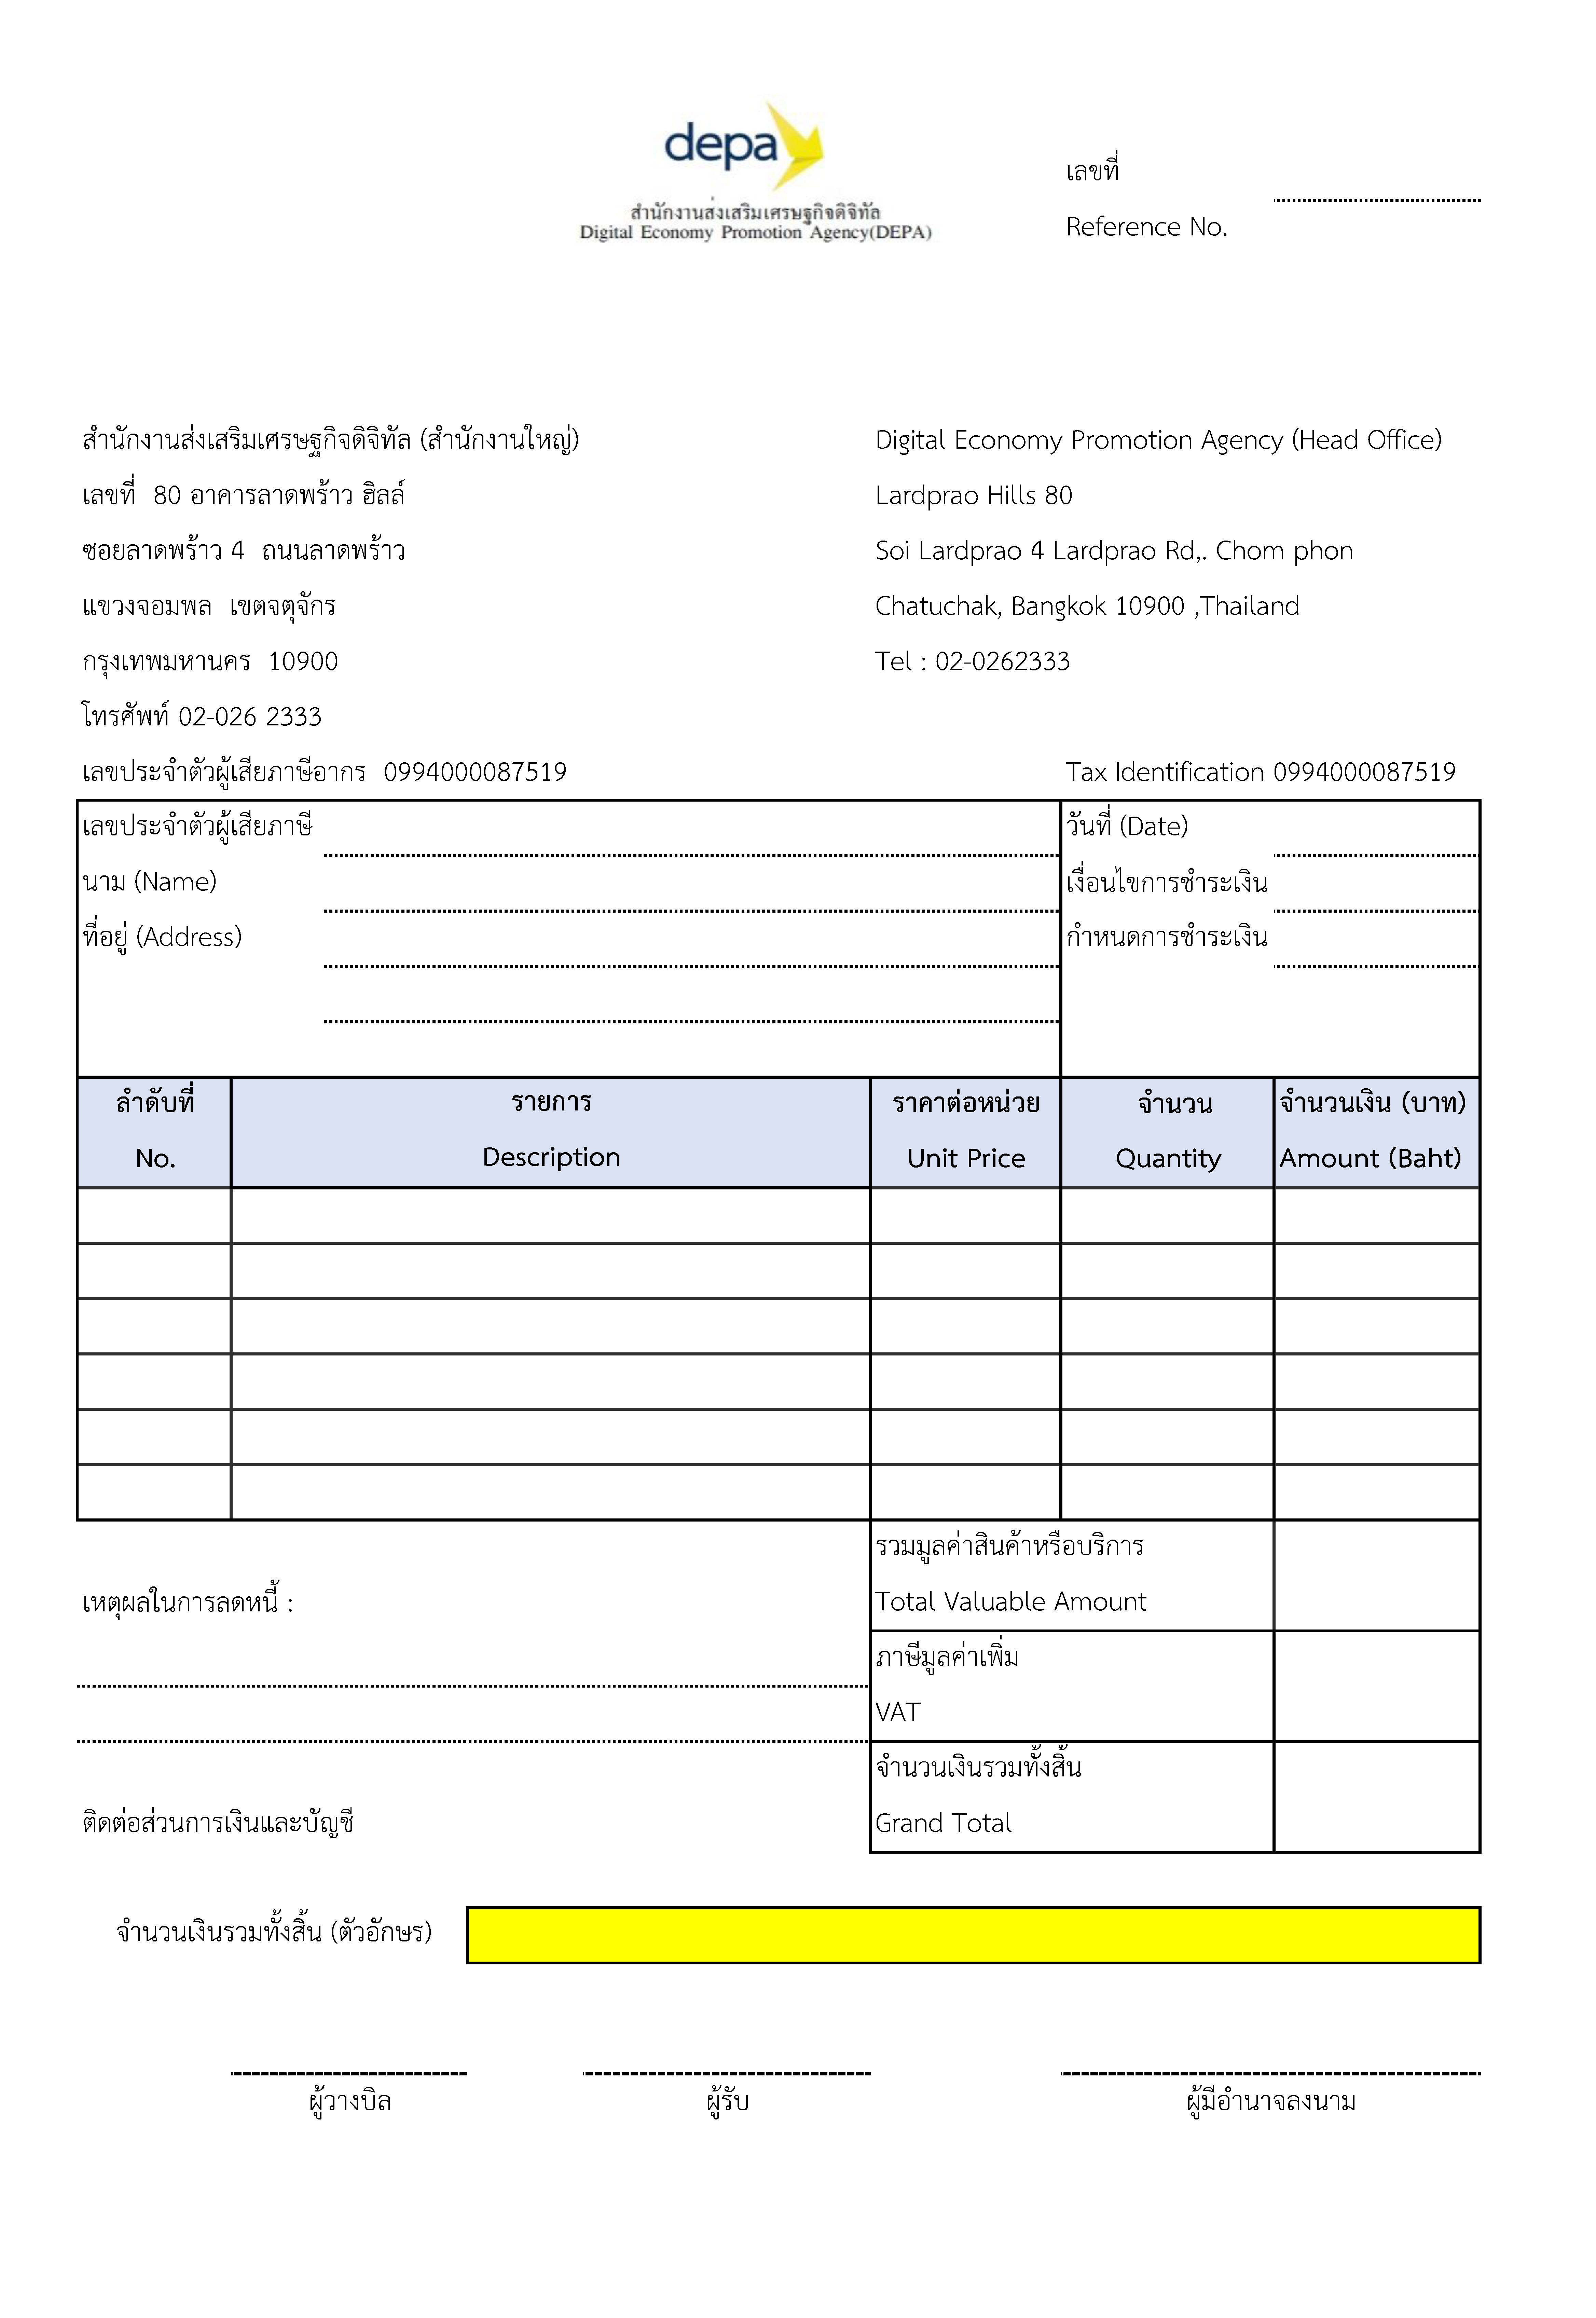 depa
สำนักงานส่งเสริมเศรษฐกิจดิจิทัล
Digital Economy Promotion Agency(DEPA)
เลขที่
Reference No.
สำนักงานส่งเสริมเศรษฐกิจดิจิทัล (สำนักงานใหญ่)
Digital Economy Promotion Agency (Head Office)
เลขที่ 80 อาคารลาดพร้าว ฮิลล์
Lardprao Hills 80
ซอยลาดพร้าว 4 ถนนลาดพร้าว
Soi Lardprao 4 Lardprao Rd,. Chom phon
แขวงจอมพล เขตจตุจักร
Chatuchak, Bangkok 10900 ,Thailand
กรุงเทพมหานคร 10900
Tel : 02-0262333
โทรศัพท์ 02-026 2333
เลขประจำตัวผู้เสียภาษีอากร 0994000087519
Tax Identification 0994000087519
เลขประจำตัวผู้เสียภาษี
วันที่ (Date)
นาม (Name)
เงื่อนไขการชำระเงิน
ที่อยู่ (Address)
กำหนดการชำระเงิน
ลำดับที่ รายการ ราคาต่อหน่วย จำนวน จำนวนเงิน (บาท)
No. Description Unit Price Quantity Amount (Baht)
รวมมูลค่าสินค้าหรือบริการ
เหตุผลในการลดหนี้ :
Total Valuable Amount
ภาษีมูลค่าเพิ่ม
VAT
จำนวนเงินรวมทั้งสิ้น
ติดต่อส่วนการเงินและบัญชี
Grand Total
จำนวนเงินรวมทั้งสิ้น (ตัวอักษร)
ผู้วางบิล ผู้รับ ผู้มีอำนาจลงนาม